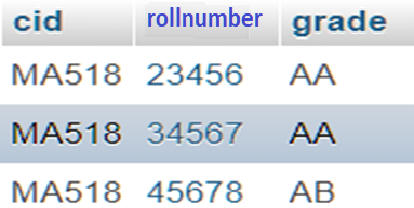 cid rollnumber grade
MA518 23456 AA
MA518 34567 AA
MA518 45678 AB